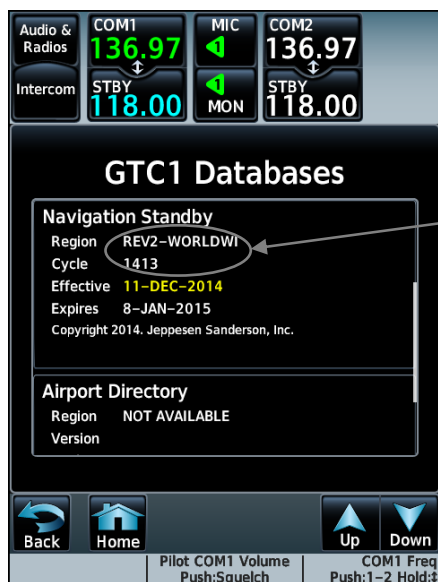 Audio &
Radios
Intercom
COM1
136.97
STBY
118.00
MIC
1
1
MON
COM2
136.97
STBY
118.00
GTC1 Databases
Navigation Standby
Region REV2-WORLDWI
Cycle 1413
Effective 11-DEC-2014
Expires 8-JAN-2015
Copyright 2014. Jeppesen Sanderson, Inc.
Airport Directory
Region NOT AVAILABLE
Version
Back
Home
Up
Down
Pilot COM1 Volume
Push:Squelch
COM1 Freq
Push:1-2 Hold:↕